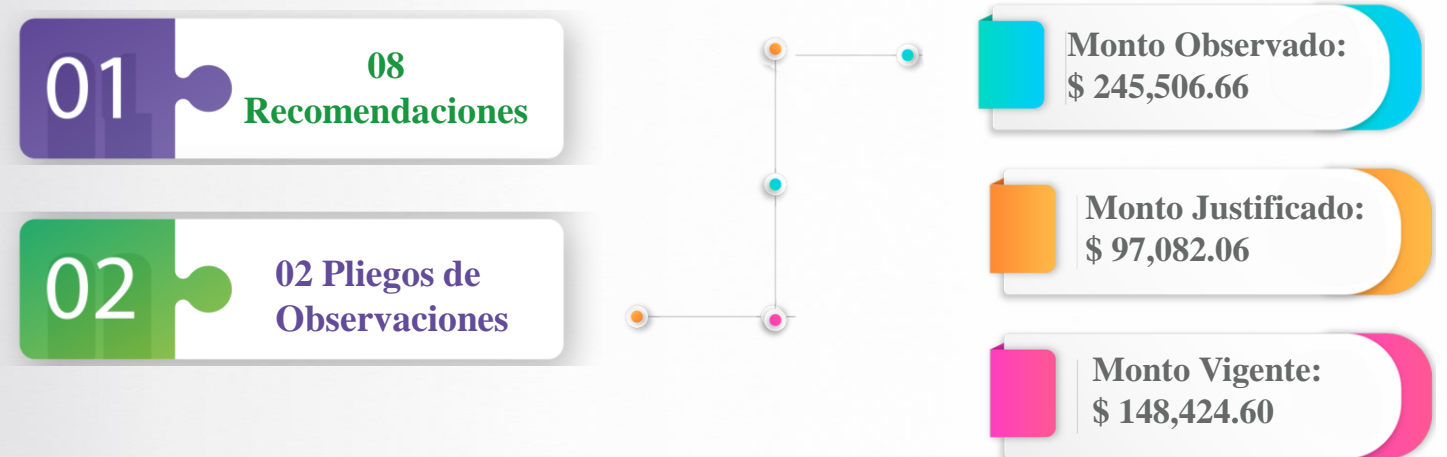 01
08
Recomendaciones
02
02 Pliegos de
Observaciones
Monto Observado:
$ 245,506.66
Monto Justificado:
$ 97,082.06
Monto Vigente:
$ 148,424.60